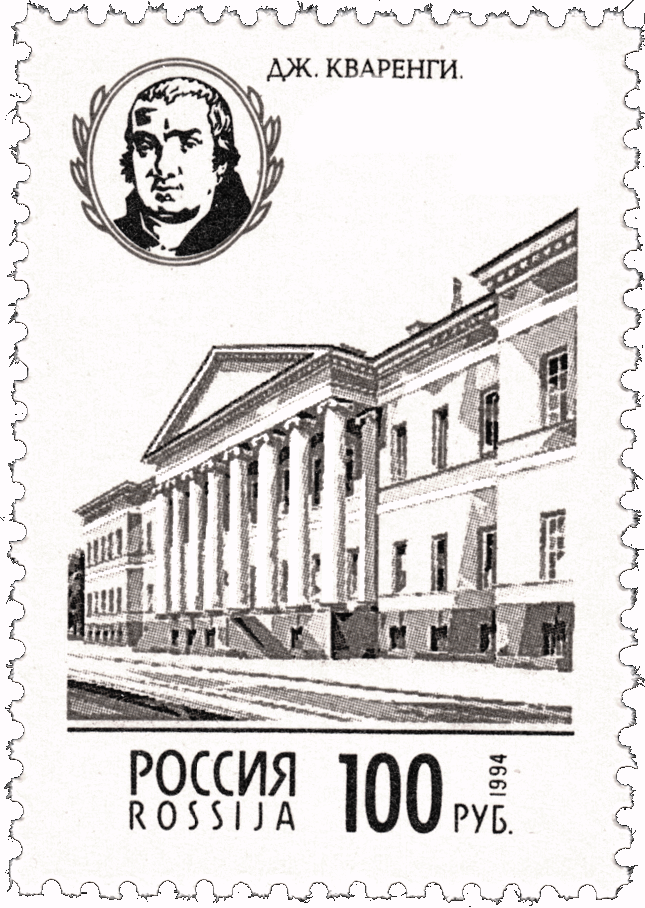 ДЖ. КВАРЕНГИ.
РОССИЯ
ROSSIJA
100 РУБ.
1994